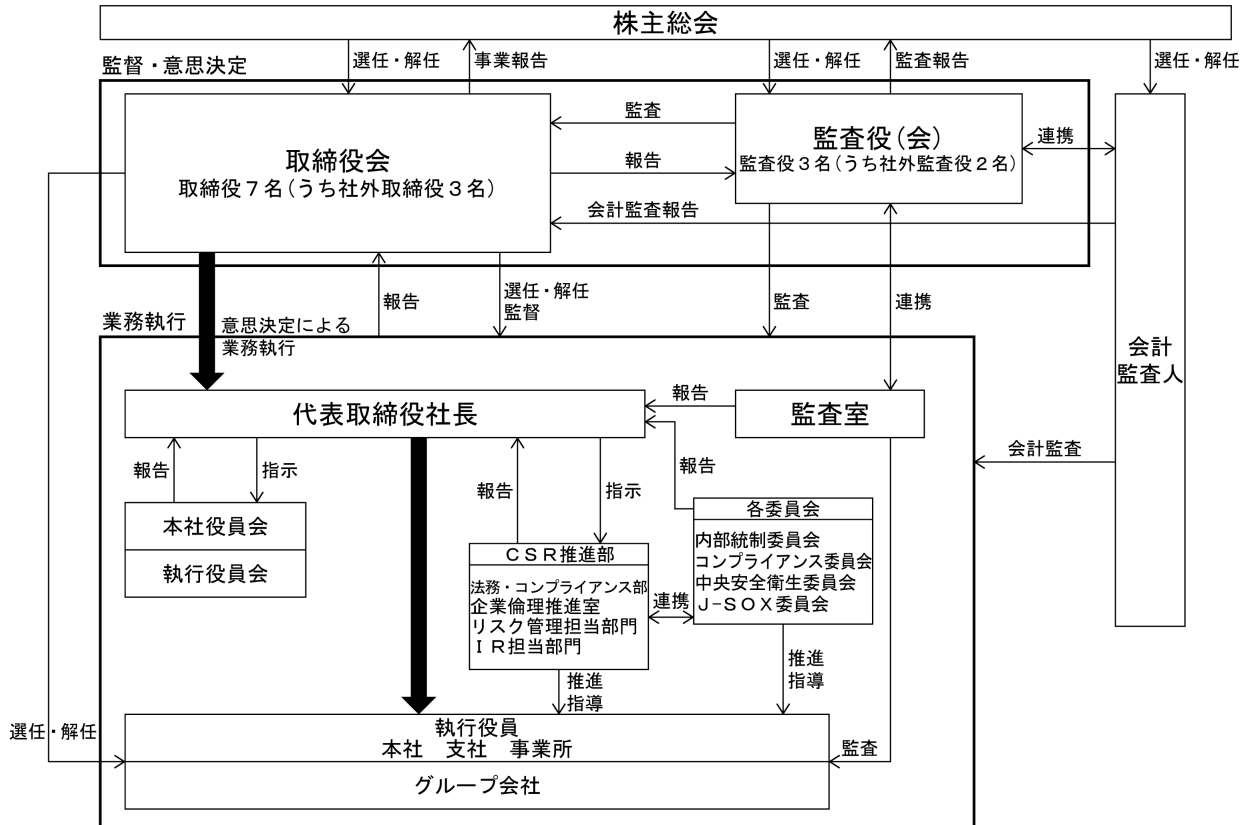 株主総会
選任・解任
事業報告
選任・解任
監査報告
選任・解任
監督・意思決定
取締役会
取締役７名(うち社外取締役３名)
監査
報告
会計監査報告
監査役(会)
監査役３名(うち社外監査役２名)
連携
会計
監査人
報告
選任・解任
監督
監査
連携
業務執行
意思決定による
業務執行
代表取締役社長
報告
監査室
報告
会計監査
報告
指示
報告
指示
本社役員会
執行役員会
ＣＳＲ推進部
法務・コンプライアンス部
企業倫理推進室
リスク管理担当部門
ＩＲ担当部門
連携
各委員会
内部統制委員会
コンプライアンス委員会
中央安全衛生委員会
Ｊ-ＳＯＸ委員会
推進
指導
推進
指導
選任・解任
執行役員
本社　支社　事業所
グループ会社
監査